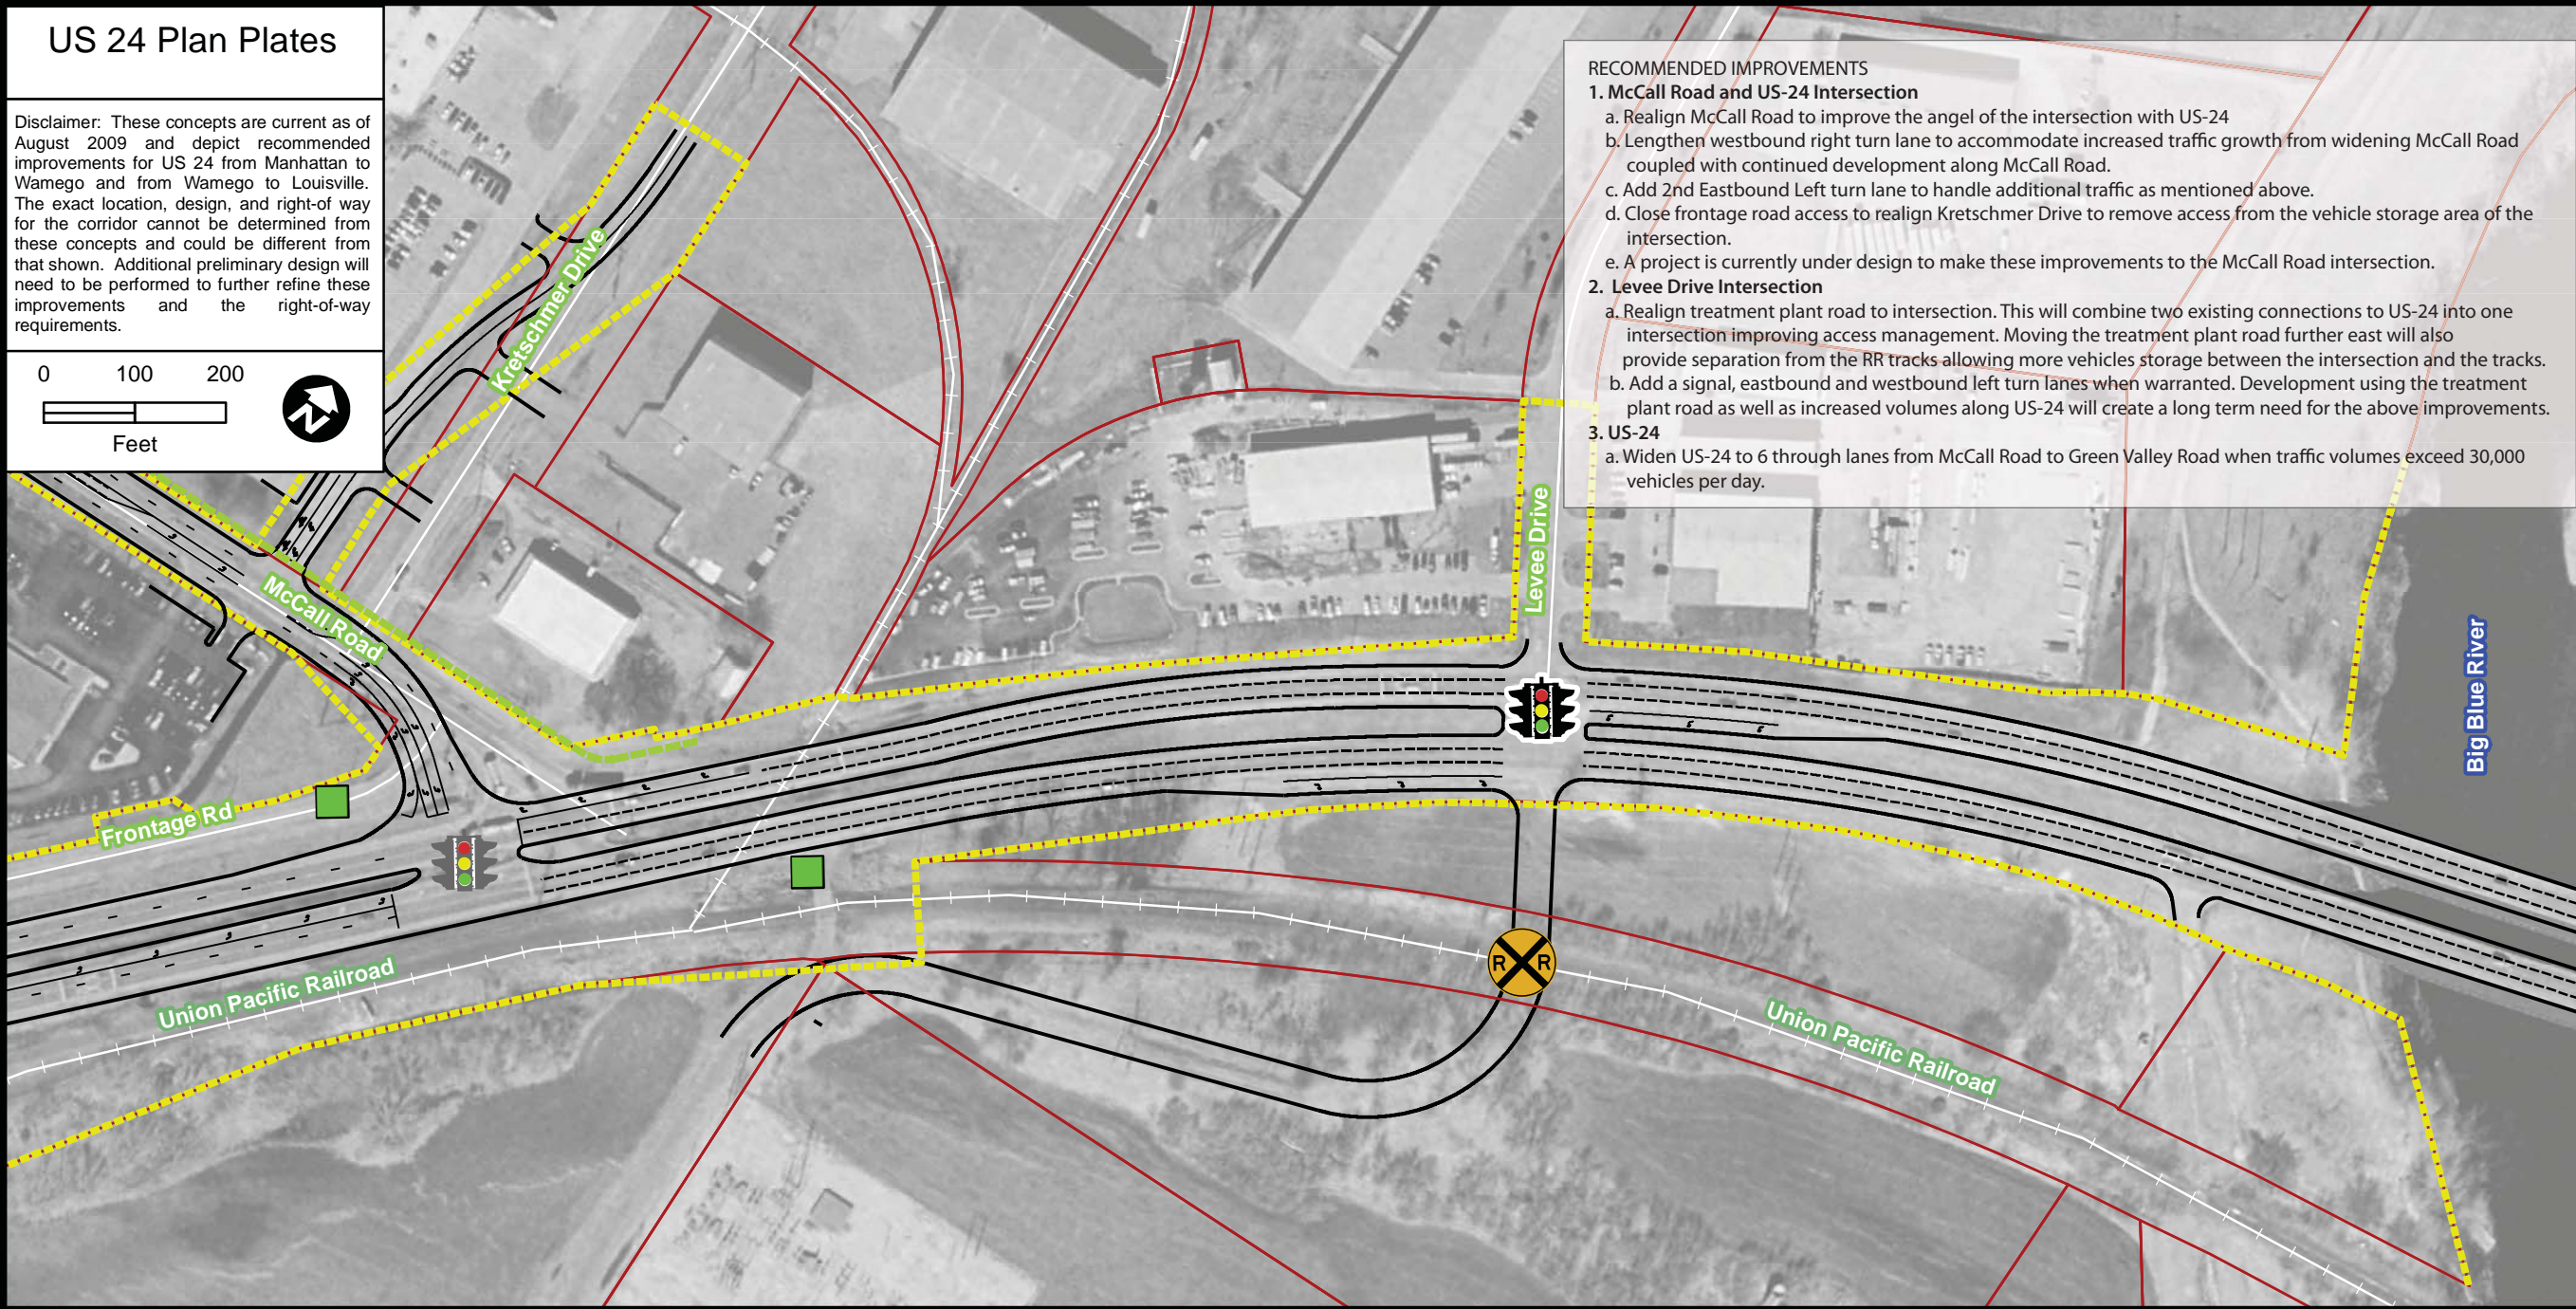 US 24 Plan Plates
Disclaimer: These concepts are current as of
August 2009 and depict recommended
improvements for US 24 from Manhattan to
Wamego and from Wamego to Louisville.
The exact location, design, and right-of way
for the corridor cannot be determined from
these concepts and could be different from
that shown. Additional preliminary design will
need to be performed to further refine these
improvements and the right-of-way
requirements.
0 100 200
Feet
N
RECOMMENDED IMPROVEMENTS
1. McCall Road and US-24 Intersection
a. Realign McCall Road to improve the angel of the intersection with US-24
b. Lengthen westbound right turn lane to accommodate increased traffic growth from widening McCall Road
coupled with continued development along McCall Road.
c. Add 2nd Eastbound Left turn lane to handle additional traffic as mentioned above.
d. Close frontage road access to realign Kretschmer Drive to remove access from the vehicle storage area of the
intersection.
e. A project is currently under design to make these improvements to the McCall Road intersection.
2. Levee Drive Intersection
a. Realign treatment plant road to intersection. This will combine two existing connections to US-24 into one
intersection improving access management. Moving the treatment plant road further east will also
provide separation from the RR tracks allowing more vehicles storage between the intersection and the tracks.
b. Add a signal, eastbound and westbound left turn lanes when warranted. Development using the treatment
plant road as well as increased volumes along US-24 will create a long term need for the above improvements.
3. US-24
a. Widen US-24 to 6 through lanes from McCall Road to Green Valley Road when traffic volumes exceed 30,000
vehicles per day.
Kretschmer Drive
Levee Drive
McCall Road
Big Blue River
Frontage Rd
Union Pacific Railroad
R R
Union Pacific Railroad